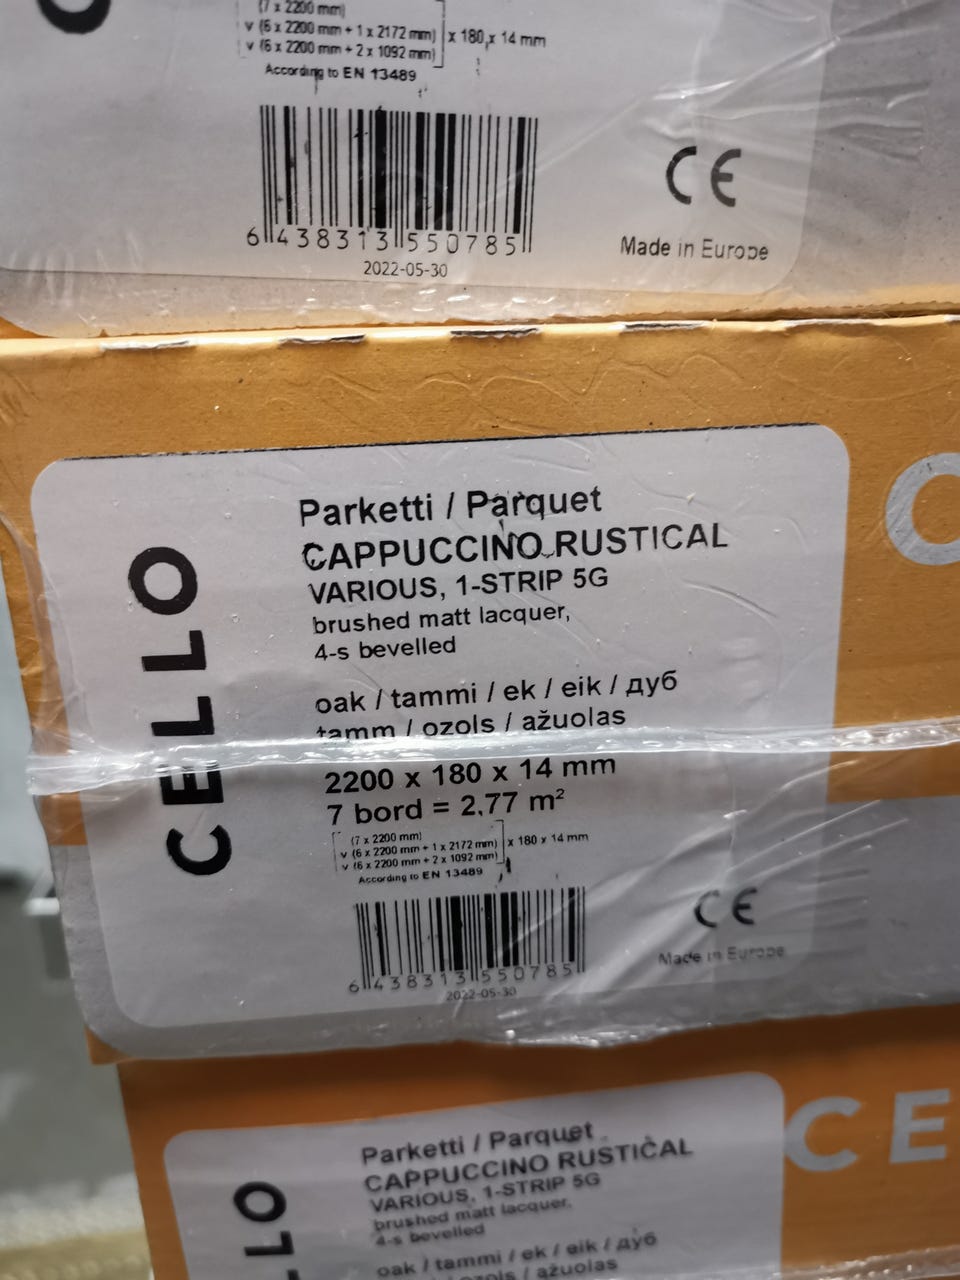 (7 x 2200 mm)
v (6 x 2200 mm + 1 x 2172 mm) x 180 x 14 mm
v (6 x 2200 mm + 2 x 1092 mm)
According to EN 13489
6 438313 550785
2022-05-30
CE
Made in Europe
CELLO
Parketti / Parquet
CAPPUCCINO RUSTICAL
VARIOUS, 1-STRIP 5G
brushed matt lacquer,
4-s bevelled
oak / tammi / ek / eik / дуб
tamm / ozols / ąžuolas
2200 x 180 x 14 mm
7 bord = 2,77 m²
(7 x 2200 mm)
v (6 x 2200 mm + 1 x 2172 mm) x 180 x 14 mm
v (6 x 2200 mm + 2 x 1092 mm)
According to EN 13489
6 438313 550785
2022-05-30
CE
Made in Europe
C E
LO
Parketti / Parquet
CAPPUCCINO RUSTICAL
VARIOUS, 1-STRIP 5G
brushed matt lacquer,
4-s bevelled
oak / tammi / ek / eik / дуб
ozols / ąžuolas